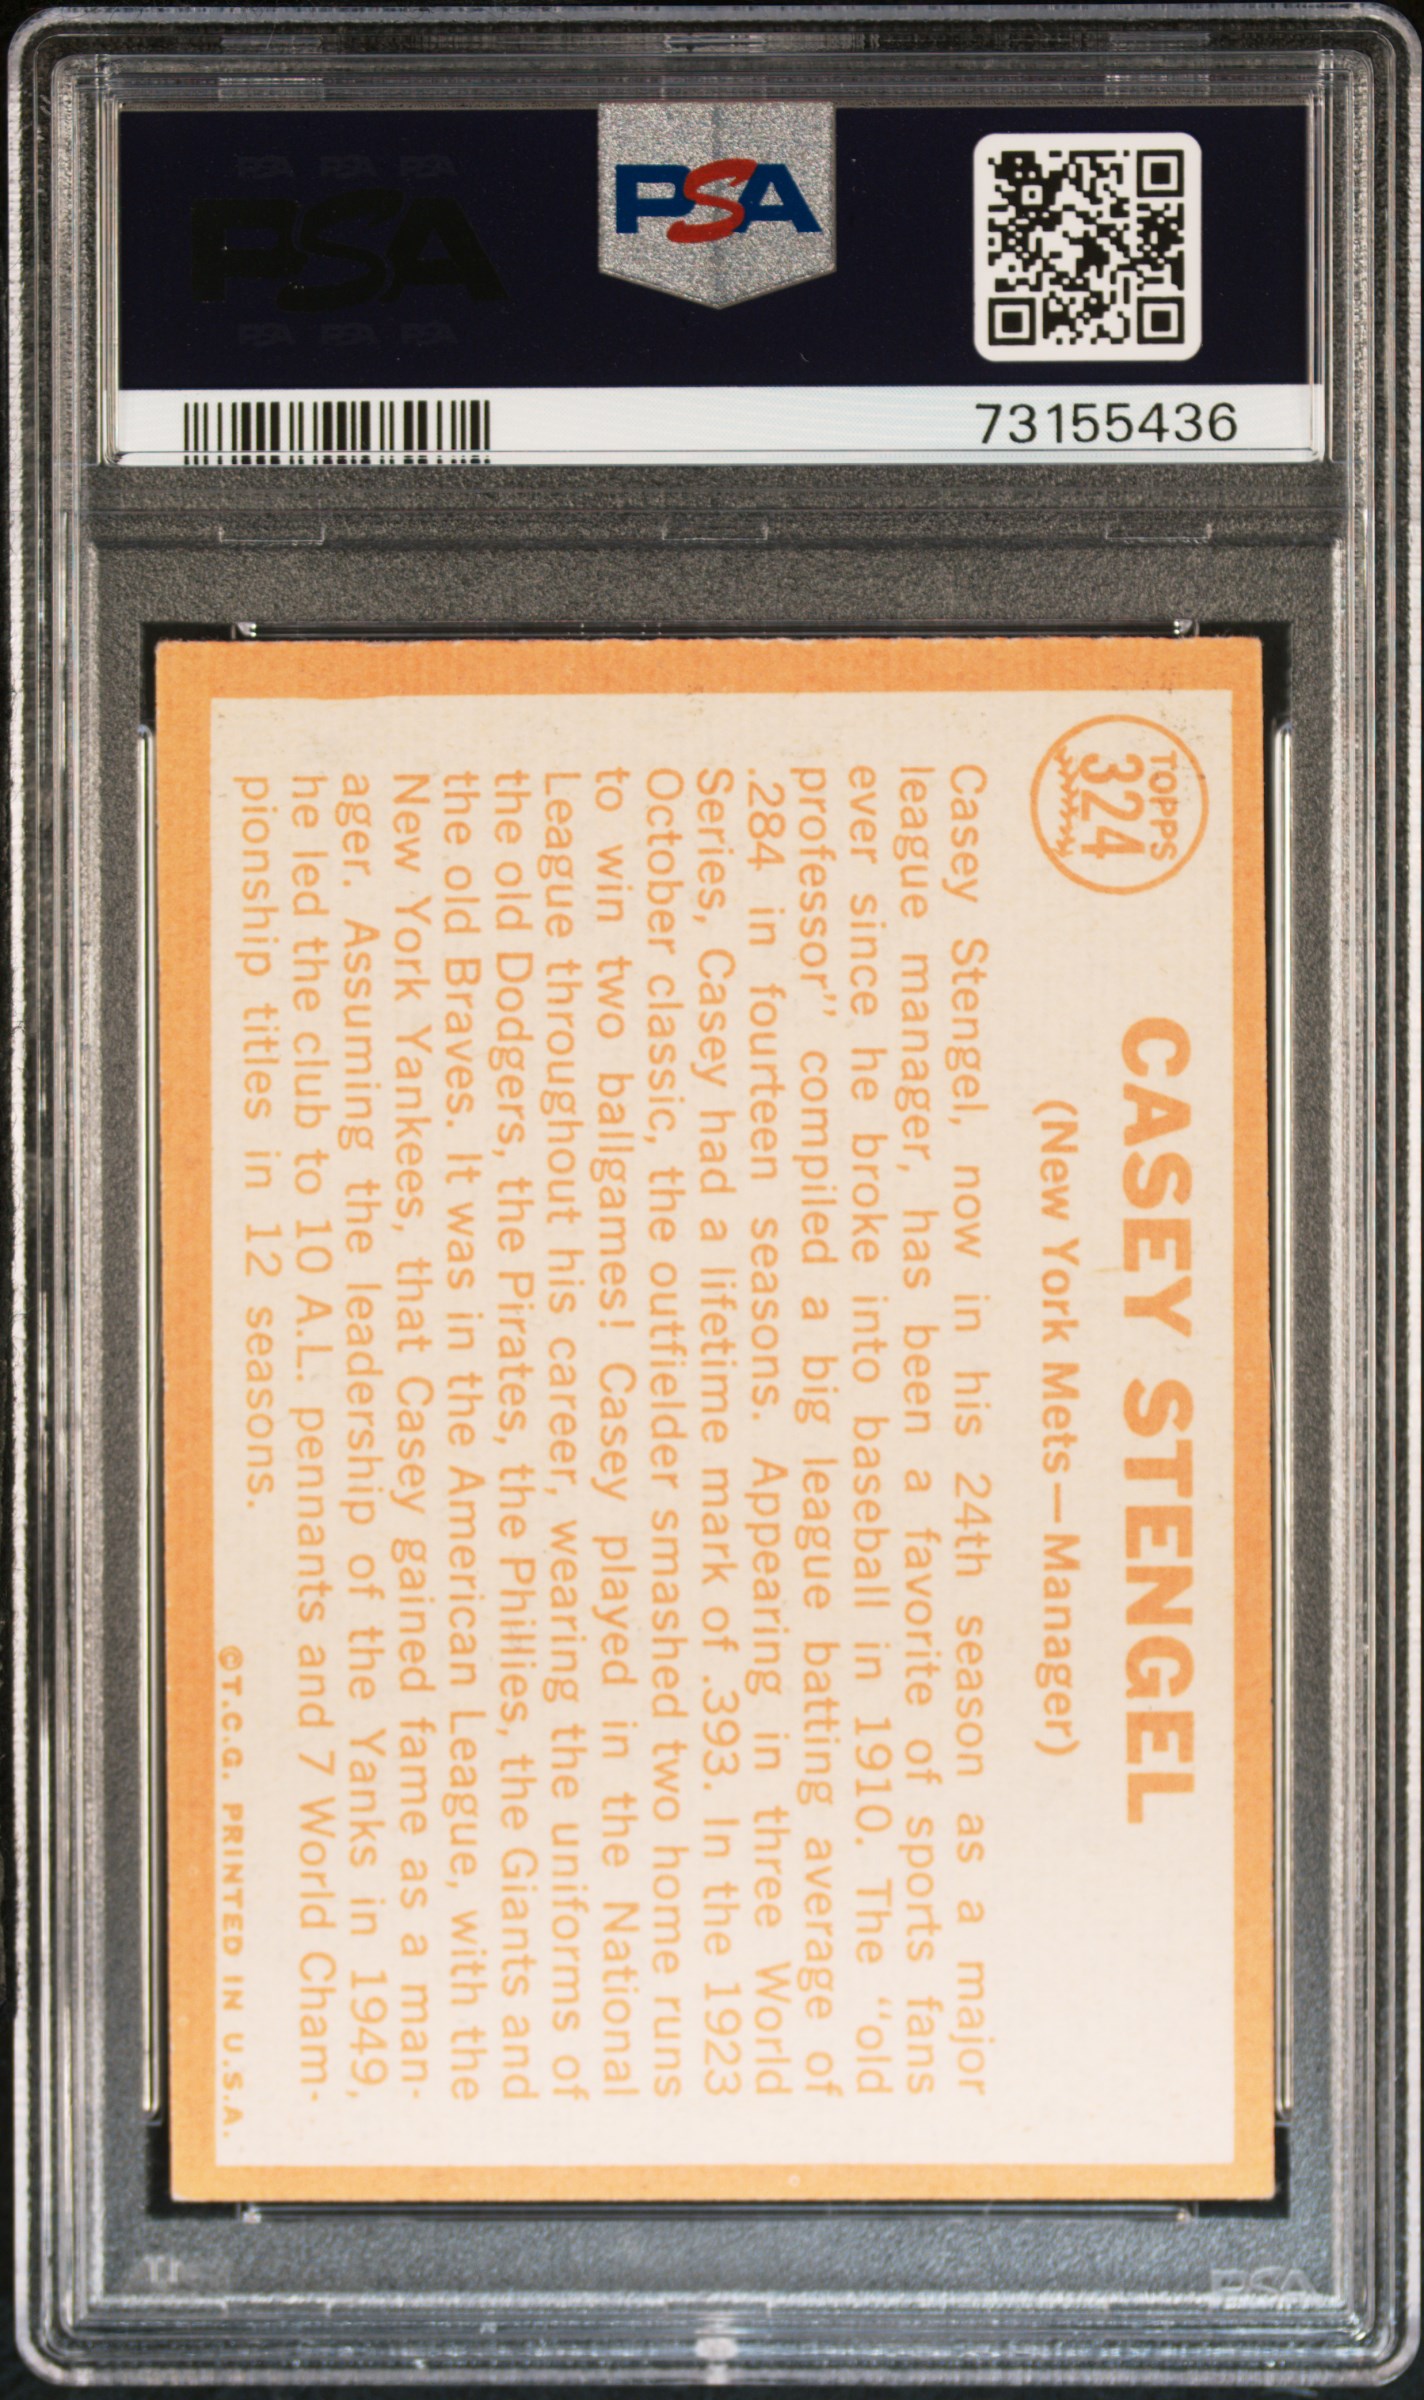 PSA PSA PSA
PSA
PSA PSA PSA
PSA
73155436
TOPPS
324
CASEY STENGEL
(New York Mets—Manager)
Casey Stengel, now in his 24th season as a major
league manager, has been a favorite of sports fans
ever since he broke into baseball in 1910. The "old
professor" compiled a big league batting average of
.284 in fourteen seasons. Appearing in three World
Series, Casey had a lifetime mark of .393. In the 1923
October classic, the outfielder smashed two home runs
to win two ballgames! Casey played in the National
League throughout his career, wearing the uniforms of
the old Dodgers, the Pirates, the Phillies, the Giants and
the old Braves. It was in the American League, with the
New York Yankees, that Casey gained fame as a man-
ager. Assuming the leadership of the Yanks in 1949,
he led the club to 10 A.L. pennants and 7 World Cham-
pionship titles in 12 seasons.
©T.C.G. PRINTED IN U.S.A.
PSA